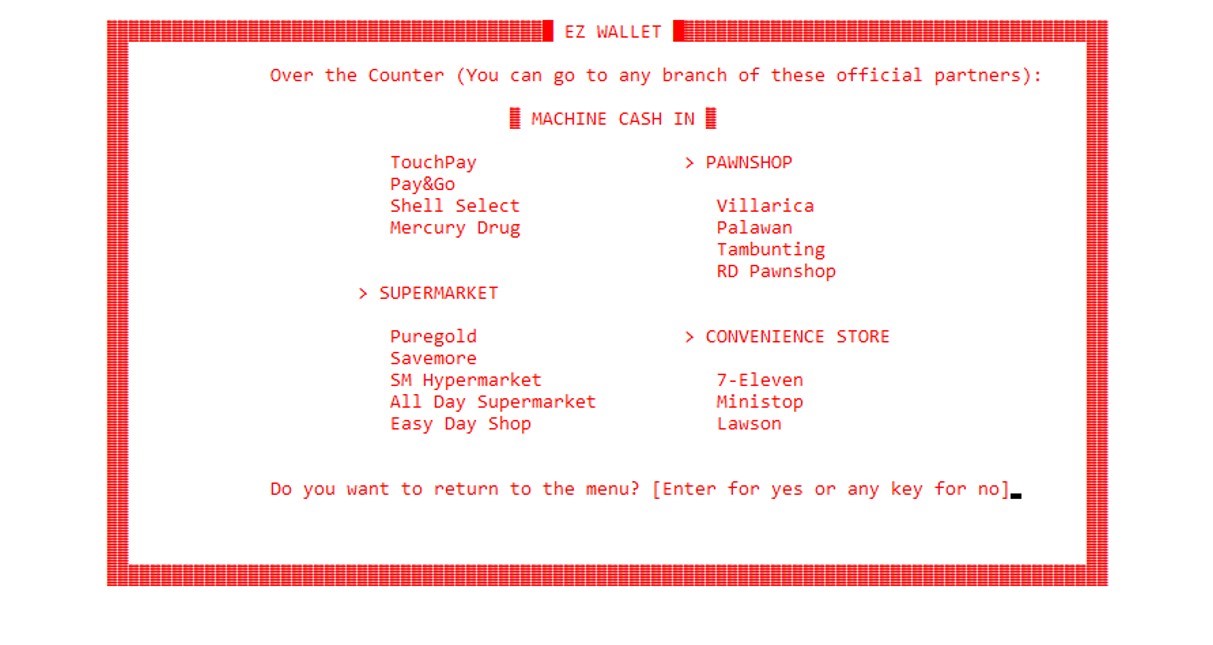 EZ WALLET
Over the Counter (You can go to any branch of these official partners):
MACHINE CASH IN
TouchPay
Pay&Go
Shell Select
Mercury Drug
> PAWNSHOP
Villarica
Palawan
Tambunting
RD Pawnshop
> SUPERMARKET
Puregold
Savemore
SM Hypermarket
All Day Supermarket
Easy Day Shop
> CONVENIENCE STORE
7-Eleven
Ministop
Lawson
Do you want to return to the menu? [Enter for yes or any key for no]